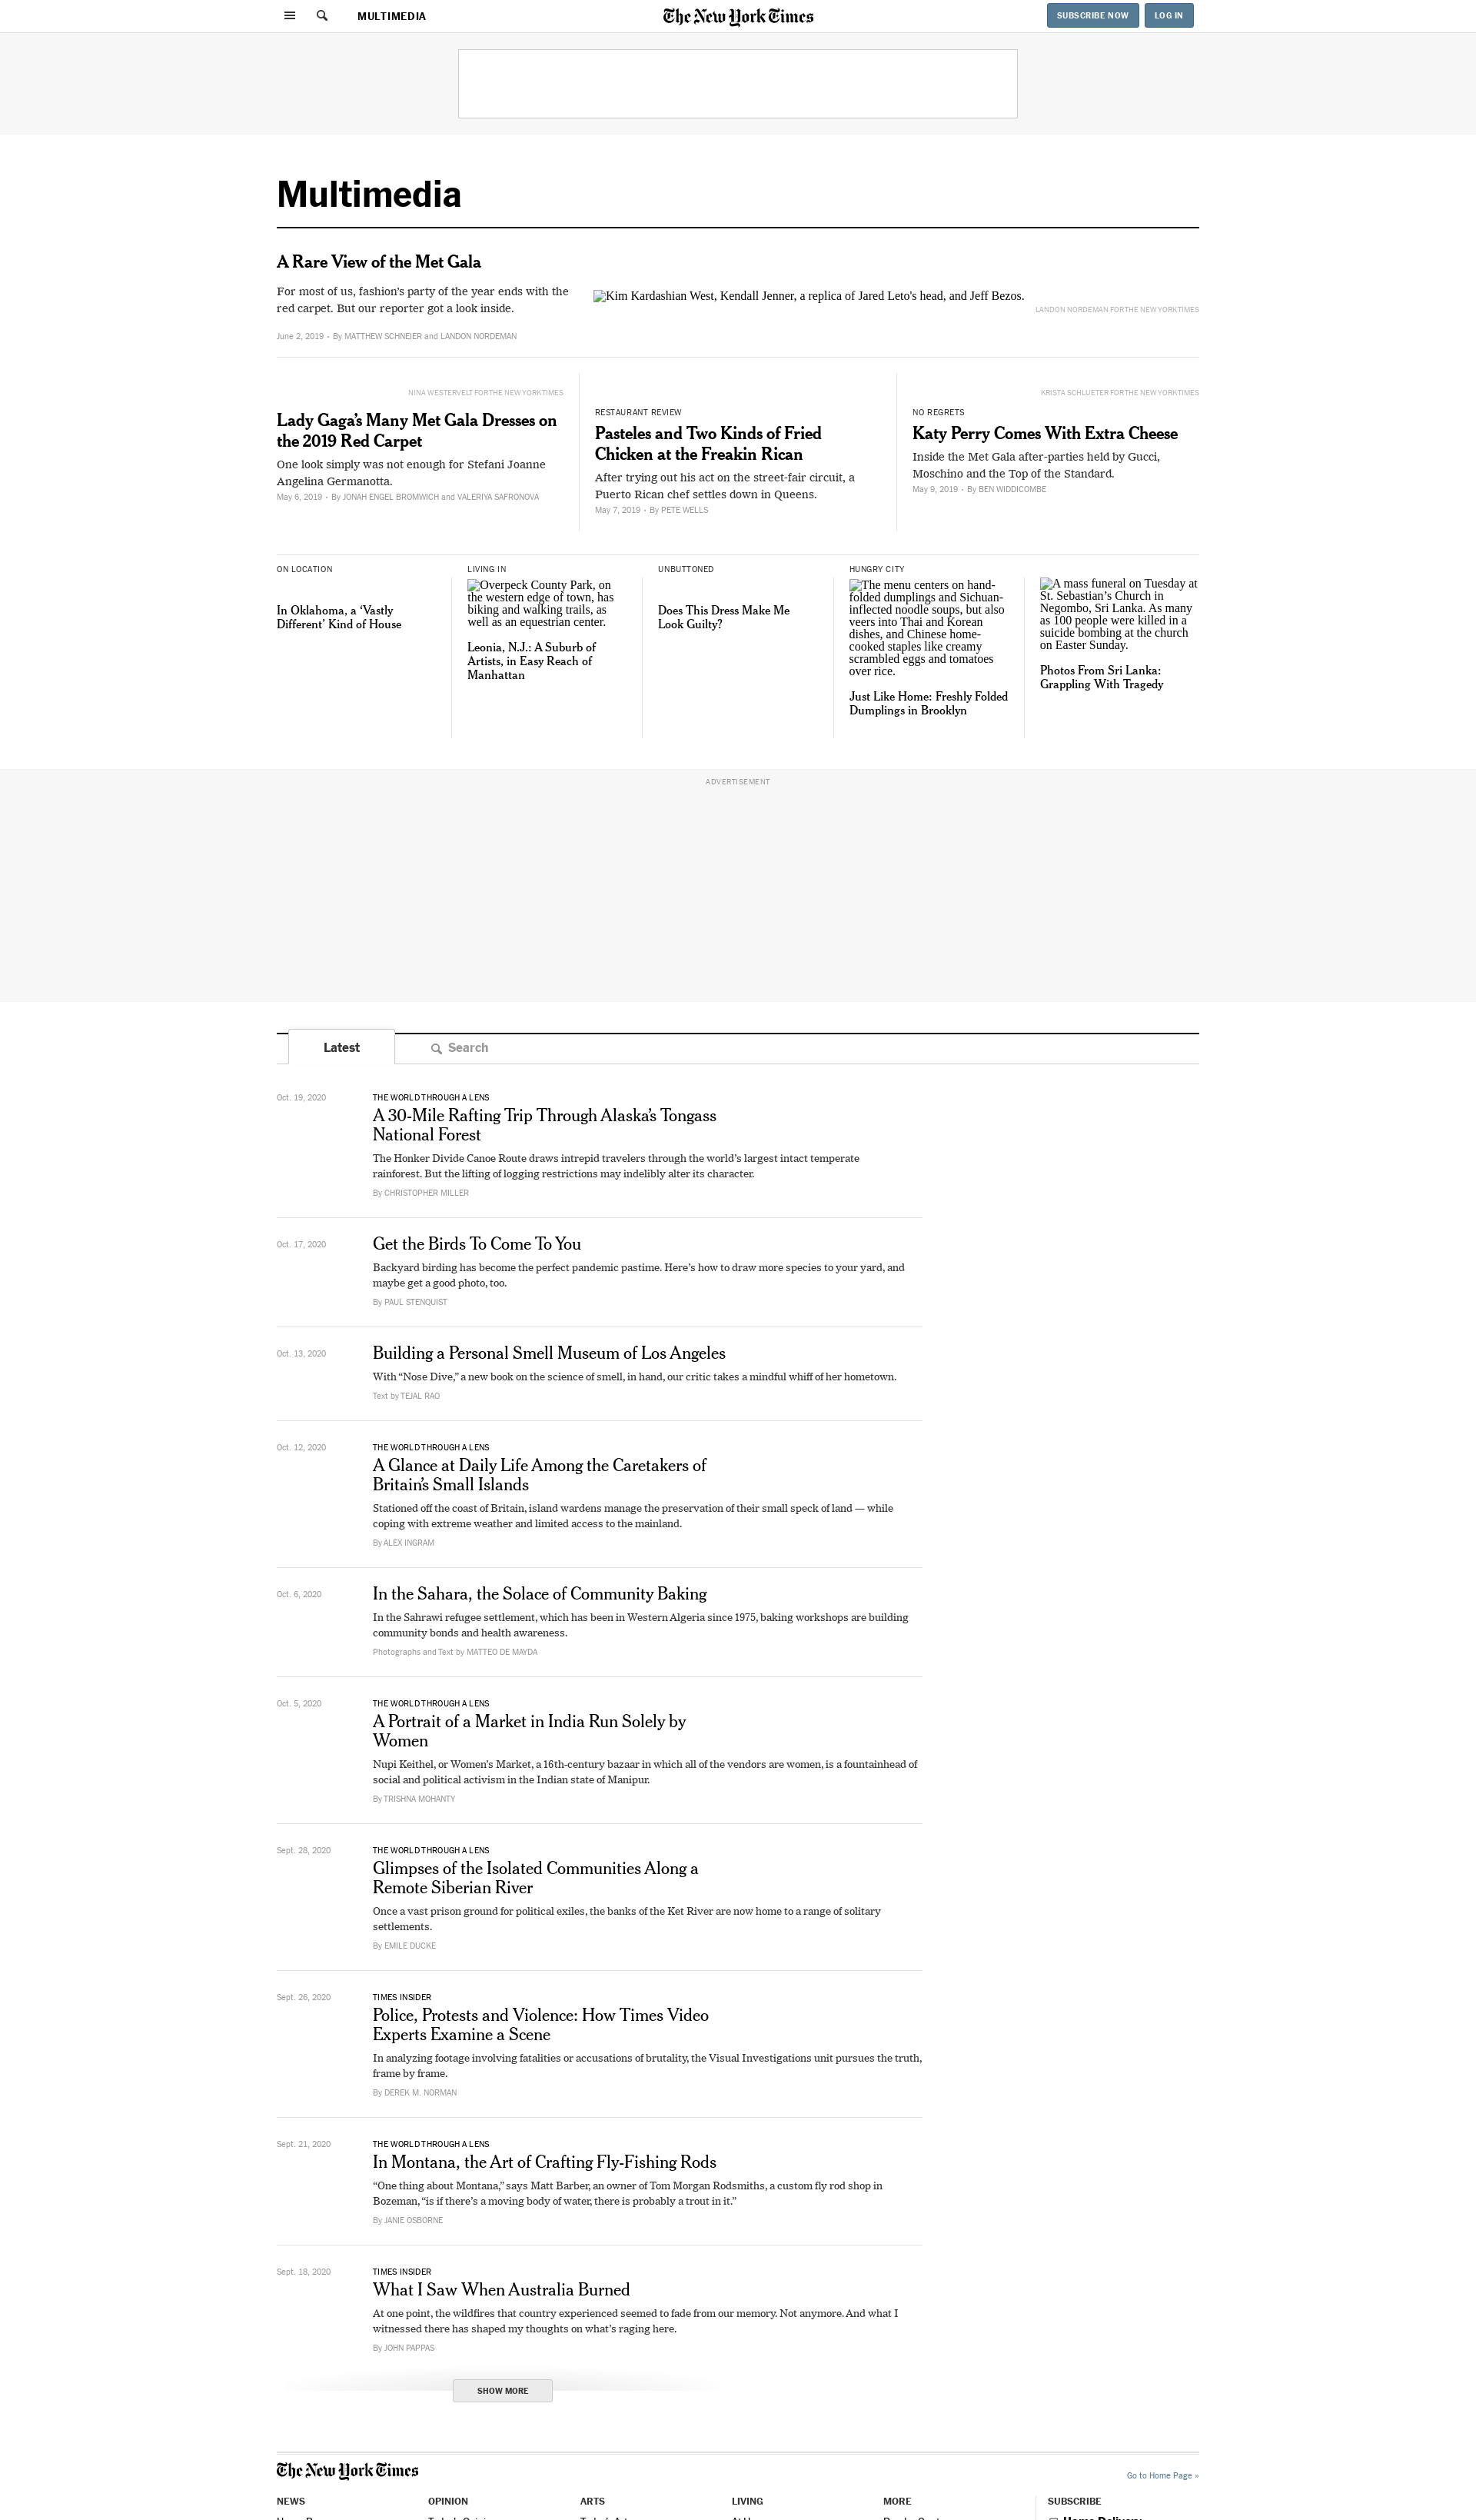 MULTIMEDIA
The New York Times
SUBSCRIBE NOW
LOG IN
Multimedia
A Rare View of the Met Gala
For most of us, fashion's party of the year ends with the
red carpet. But our reporter got a look inside.
June 2, 2019 • By MATTHEW SCHNEIER and LANDON NORDEMAN
Kim Kardashian West, Kendall Jenner, a replica of Jared Leto's head, and Jeff Bezos.
LANDON NORDEMAN FOR THE NEW YORK TIMES
NINA WESTERVELT FOR THE NEW YORK TIMES
Lady Gaga's Many Met Gala Dresses on
the 2019 Red Carpet
One look simply was not enough for Stefani Joanne
Angelina Germanotta.
May 6, 2019 • By JONAH ENGEL BROMWICH and VALERIYA SAFRONOVA
RESTAURANT REVIEW
Pasteles and Two Kinds of Fried
Chicken at the Freakin Rican
After trying out his act on the street-fair circuit, a
Puerto Rican chef settles down in Queens.
May 7, 2019 • By PETE WELLS
KRISTA SCHLUETER FOR THE NEW YORK TIMES
NO REGRETS
Katy Perry Comes With Extra Cheese
Inside the Met Gala after-parties held by Gucci,
Moschino and the Top of the Standard.
May 9, 2019 • By BEN WIDDICOMBE
ON LOCATION
In Oklahoma, a 'Vastly
Different' Kind of House
LIVING IN
Overpeck County Park, on
the western edge of town, has
biking and walking trails, as
well as an equestrian center.
Leonia, N.J.: A Suburb of
Artists, in Easy Reach of
Manhattan
UNBUTTONED
Does This Dress Make Me
Look Guilty?
HUNGRY CITY
The menu centers on hand-
folded dumplings and Sichuan-
inflected noodle soups, but also
veers into Thai and Korean
dishes, and Chinese home-
cooked staples like creamy
scrambled eggs and tomatoes
over rice.
Just Like Home: Freshly Folded
Dumplings in Brooklyn
A mass funeral on Tuesday at
St. Sebastian's Church in
Negombo, Sri Lanka. As many
as 100 people were killed in a
suicide bombing at the church
on Easter Sunday.
Photos From Sri Lanka:
Grappling With Tragedy
ADVERTISEMENT
Latest
Search
Oct. 19, 2020
THE WORLD THROUGH A LENS
A 30-Mile Rafting Trip Through Alaska's Tongass
National Forest
The Honker Divide Canoe Route draws intrepid travelers through the world's largest intact temperate
rainforest. But the lifting of logging restrictions may indelibly alter its character.
By CHRISTOPHER MILLER
Oct. 17, 2020
Get the Birds To Come To You
Backyard birding has become the perfect pandemic pastime. Here's how to draw more species to your yard, and
maybe get a good photo, too.
By PAUL STENQUIST
Oct. 13, 2020
Building a Personal Smell Museum of Los Angeles
With “Nose Dive,” a new book on the science of smell, in hand, our critic takes a mindful whiff of her hometown.
Text by TEJAL RAO
Oct. 12, 2020
THE WORLD THROUGH A LENS
A Glance at Daily Life Among the Caretakers of
Britain's Small Islands
Stationed off the coast of Britain, island wardens manage the preservation of their small speck of land — while
coping with extreme weather and limited access to the mainland.
By ALEX INGRAM
Oct. 6, 2020
In the Sahara, the Solace of Community Baking
In the Sahrawi refugee settlement, which has been in Western Algeria since 1975, baking workshops are building
community bonds and health awareness.
Photographs and Text by MATTEO DE MAYDA
Oct. 5, 2020
THE WORLD THROUGH A LENS
A Portrait of a Market in India Run Solely by
Women
Nupi Keithel, or Women's Market, a 16th-century bazaar in which all of the vendors are women, is a fountainhead of
social and political activism in the Indian state of Manipur.
By TRISHNA MOHANTY
Sept. 28, 2020
THE WORLD THROUGH A LENS
Glimpses of the Isolated Communities Along a
Remote Siberian River
Once a vast prison ground for political exiles, the banks of the Ket River are now home to a range of solitary
settlements.
By EMILE DUCKE
Sept. 26, 2020
TIMES INSIDER
Police, Protests and Violence: How Times Video
Experts Examine a Scene
In analyzing footage involving fatalities or accusations of brutality, the Visual Investigations unit pursues the truth,
frame by frame.
By DEREK M. NORMAN
Sept. 21, 2020
THE WORLD THROUGH A LENS
In Montana, the Art of Crafting Fly-Fishing Rods
“One thing about Montana,” says Matt Barber, an owner of Tom Morgan Rodsmiths, a custom fly rod shop in
Bozeman, “is if there's a moving body of water, there is probably a trout in it.”
By JANIE OSBORNE
Sept. 18, 2020
TIMES INSIDER
What I Saw When Australia Burned
At one point, the wildfires that country experienced seemed to fade from our memory. Not anymore. And what I
witnessed there has shaped my thoughts on what's raging here.
By JOHN PAPPAS
SHOW MORE
The New York Times
Go to Home Page »
NEWS
OPINION
ARTS
LIVING
MORE
SUBSCRIBE